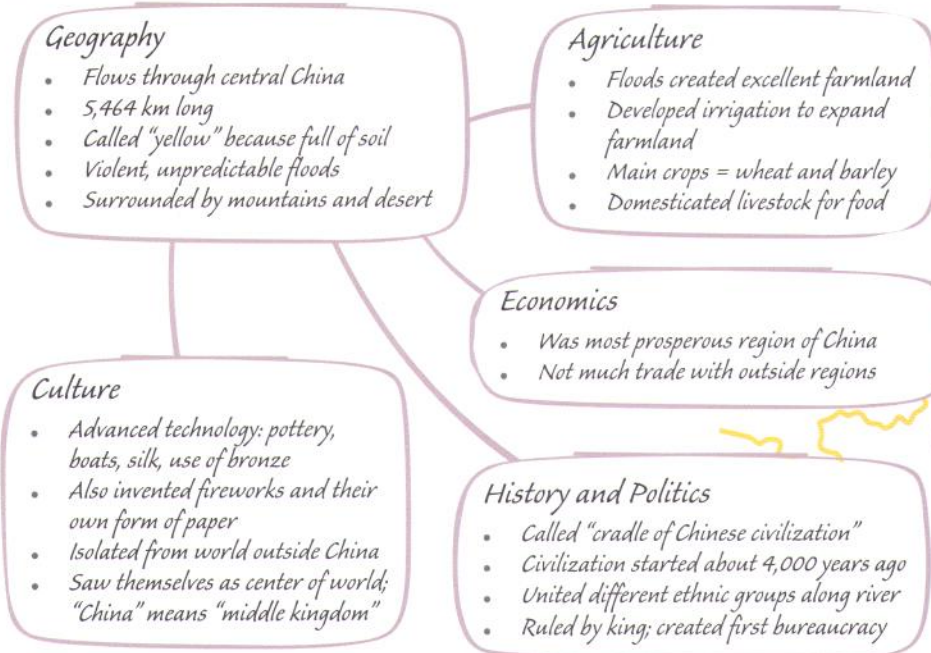 Geography
• Flows through central China
• 5,464 km long
• Called "yellow" because full of soil
• Violent, unpredictable floods
• Surrounded by mountains and desert
Agriculture
• Floods created excellent farmland
• Developed irrigation to expand
farmland
• Main crops = wheat and barley
• Domesticated livestock for food
Economics
• Was most prosperous region of China
• Not much trade with outside regions
Culture
• Advanced technology: pottery,
boats, silk, use of bronze
• Also invented fireworks and their
own form of paper
• Isolated from world outside China
• Saw themselves as center of world;
"China" means "middle kingdom"
History and Politics
• Called "cradle of Chinese civilization"
• Civilization started about 4,000 years ago
• United different ethnic groups along river
• Ruled by king; created first bureaucracy